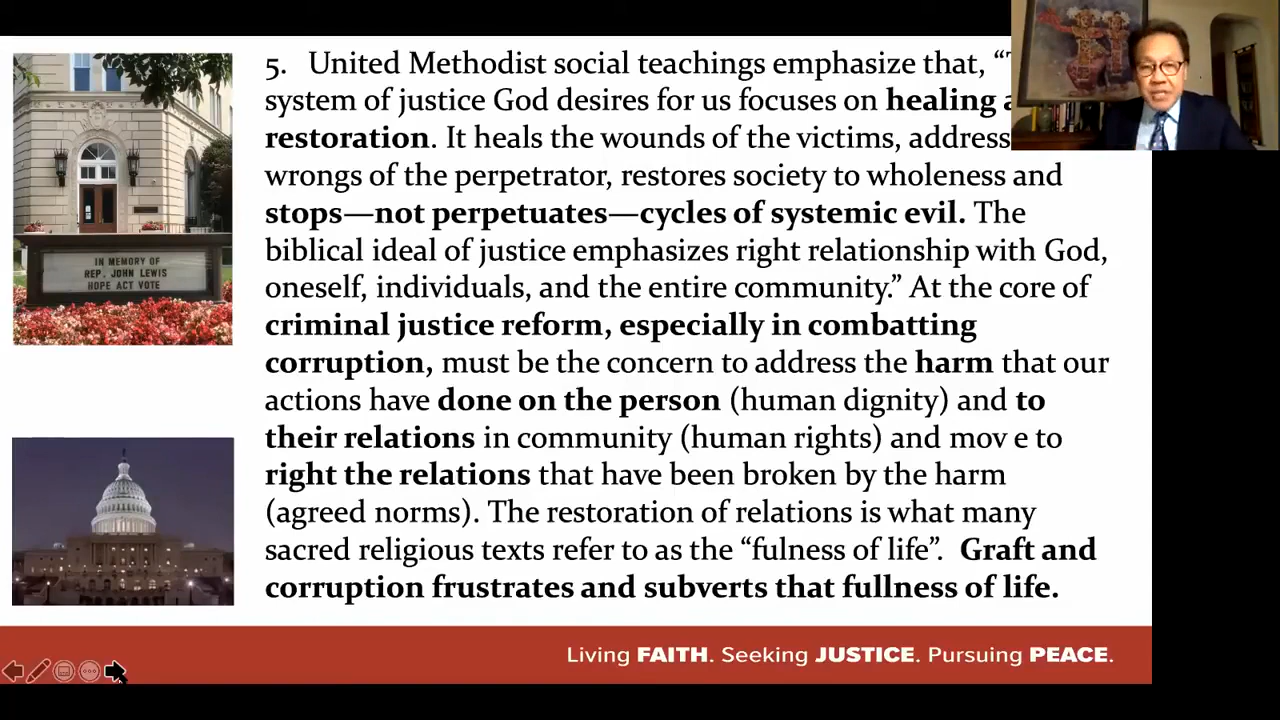 5. United Methodist social teachings emphasize that, “
system of justice God desires for us focuses on healing
restoration. It heals the wounds of the victims,
wrongs of the perpetrator, restores society to wholeness and
stops—not perpetuates—cycles of systemic evil. The
biblical ideal of justice emphasizes right relationship with God,
oneself, individuals, and the entire community.” At the core of
criminal justice reform, especially in combatting
corruption, must be the concern to address the harm that our
actions have done on the person (human dignity) and to
their relations in community (human rights) and mov e to
right the relations that have been broken by the harm
(agreed norms). The restoration of relations is what many
sacred religious texts refer to as the “fulness of life”. Graft and
corruption frustrates and subverts that fullness of life.
IN MEMORY OF
REP. JOHN LEWIS
HOPE ACT VOTE
Living FAITH. Seeking JUSTICE. Pursuing PEACE.